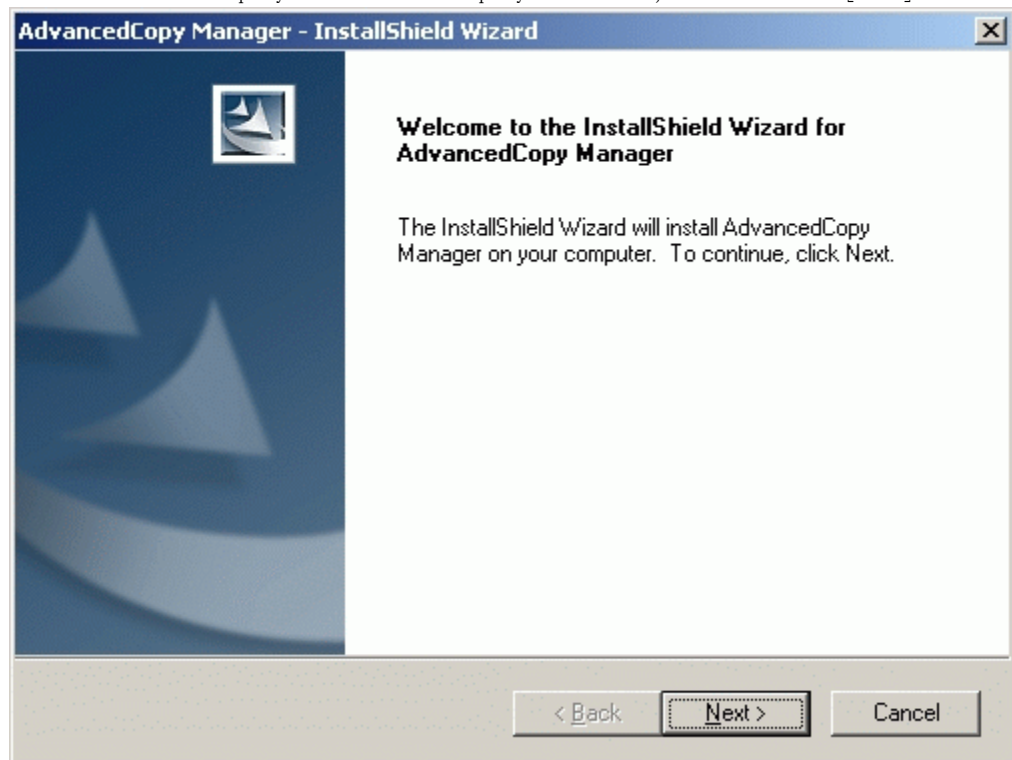 AdvancedCopy Manager - InstallShield Wizard
Welcome to the InstallShield Wizard for
AdvancedCopy Manager
The InstallShield Wizard will install AdvancedCopy
Manager on your computer. To continue, click Next.
< Back
Next >
Cancel